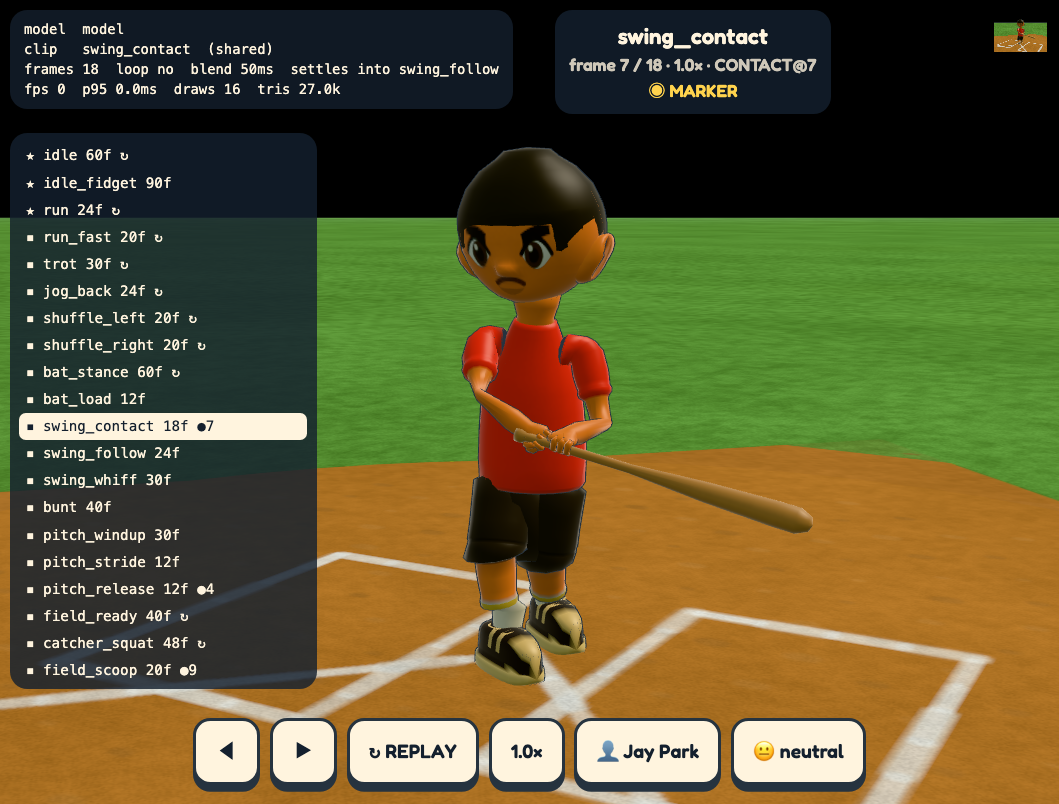 model model
clip swing_contact (shared)
frames 18 loop no blend 50ms settles into swing_follow
fps 0 p95 0.0ms draws 16 tris 27.0k
swing_contact
frame 7 / 18 · 1.0× · CONTACT@7
◉ MARKER
★ idle 60f ↻
★ idle_fidget 90f
★ run 24f ↻
▪ run_fast 20f ↻
▪ trot 30f ↻
▪ jog_back 24f ↻
▪ shuffle_left 20f ↻
▪ shuffle_right 20f ↻
▪ bat_stance 60f ↻
▪ bat_load 12f
▪ swing_contact 18f ●7
▪ swing_follow 24f
▪ swing_whiff 30f
▪ bunt 40f
▪ pitch_windup 30f
▪ pitch_stride 12f
▪ pitch_release 12f ●4
▪ field_ready 40f ↻
▪ catcher_squat 48f ↻
▪ field_scoop 20f ●9
◀ ▶ ↻ REPLAY 1.0× 👤 Jay Park 😐 neutral